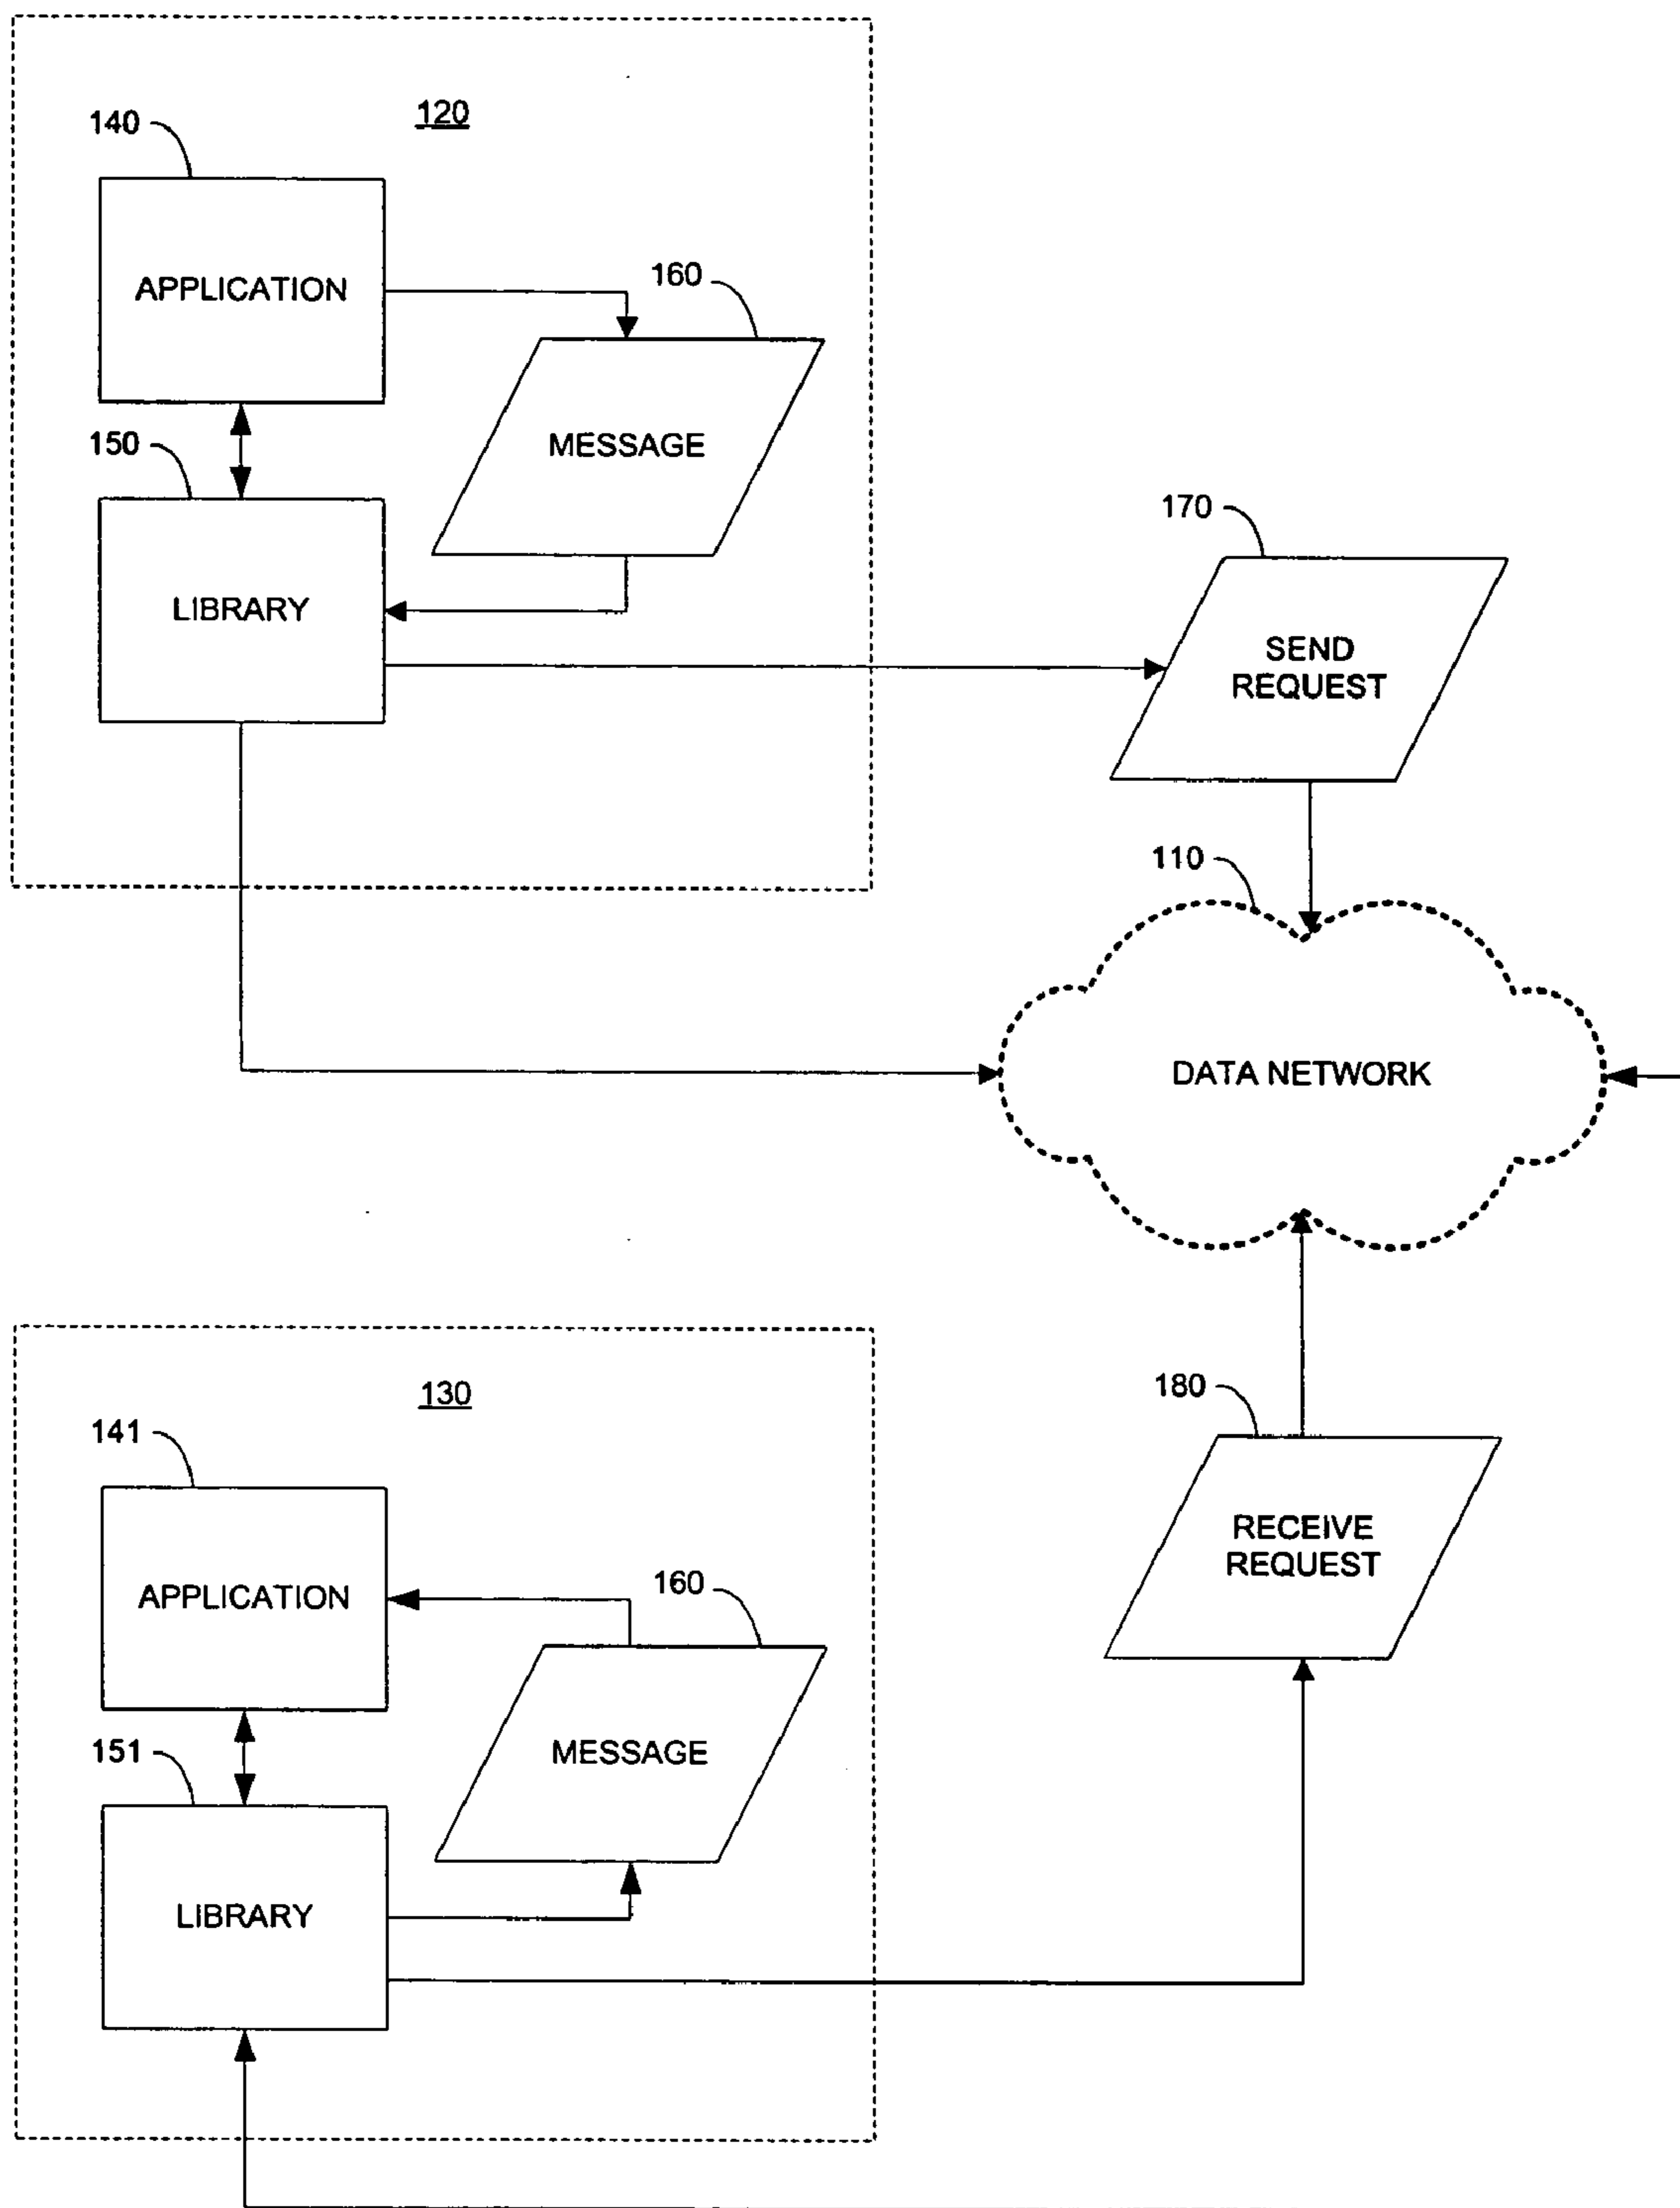 120
140
APPLICATION
160
MESSAGE
150
LIBRARY
170
SEND
REQUEST
110
DATA NETWORK
130
141
APPLICATION
160
MESSAGE
151
LIBRARY
180
RECEIVE
REQUEST